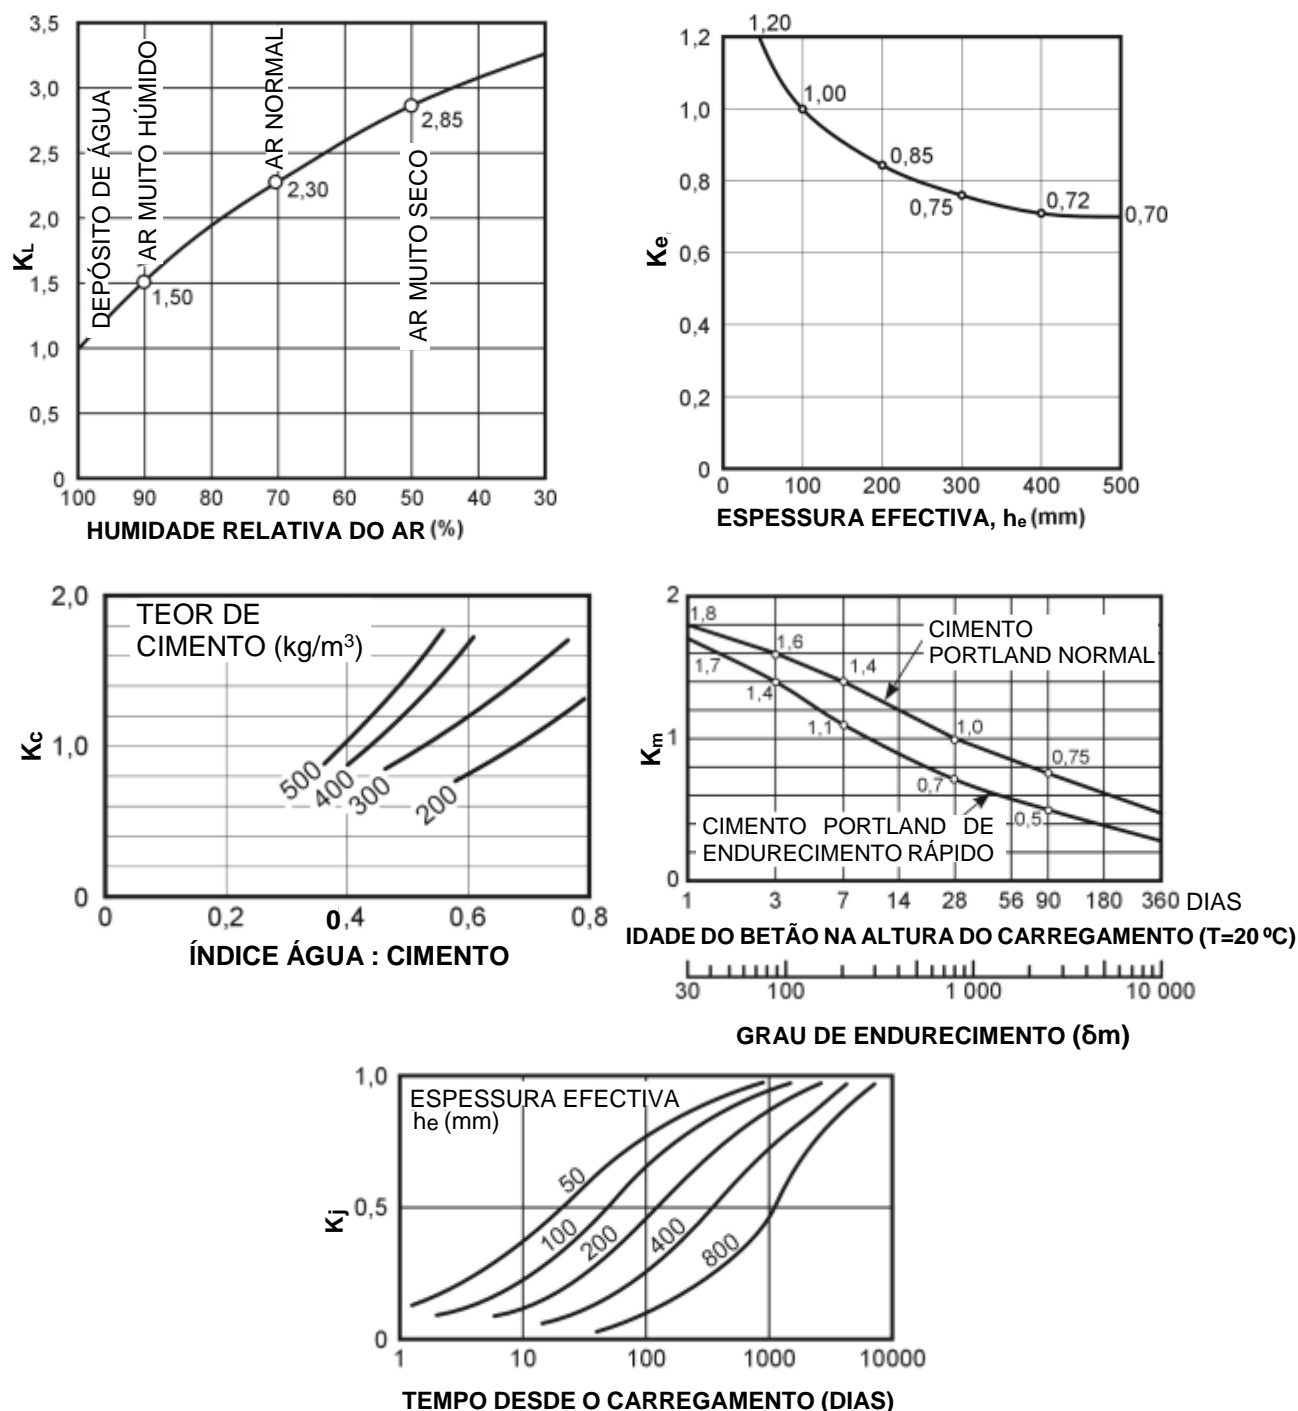 3,5
3,0
2,5
2,0
1,5
1,0
0,5
0
KL
DEPÓSITO DE ÁGUA
AR MUITO HÚMIDO
AR NORMAL
AR MUITO SECO
1,50
2,30
2,85
100 90 80 70 60 50 40 30
HUMIDADE RELATIVA DO AR (%)
1,2
1,0
0,8
0,6
0,4
0,2
0
Ke
1,20
1,00
0,85
0,75
0,72
0,70
0 100 200 300 400 500
ESPESSURA EFECTIVA, he (mm)
2,0
1,0
0
Kc
TEOR DE
CIMENTO (kg/m³)
500
400
300
200
0 0,2 0,4 0,6 0,8
ÍNDICE ÁGUA : CIMENTO
2
1
0
Km
1,8
1,6
1,4
1,0
0,75
1,7
1,4
1,1
0,7
0,5
CIMENTO
PORTLAND NORMAL
CIMENTO PORTLAND DE
ENDURECIMENTO RÁPIDO
1 3 7 14 28 56 90 180 360 DIAS
IDADE DO BETÃO NA ALTURA DO CARREGAMENTO (T=20 ºC)
30 100 1 000 10 000
GRAU DE ENDURECIMENTO (δm)
1,0
0,5
0
Kj
ESPESSURA EFECTIVA
he (mm)
50
100
200
400
800
1 10 100 1000 10000
TEMPO DESDE O CARREGAMENTO (DIAS)